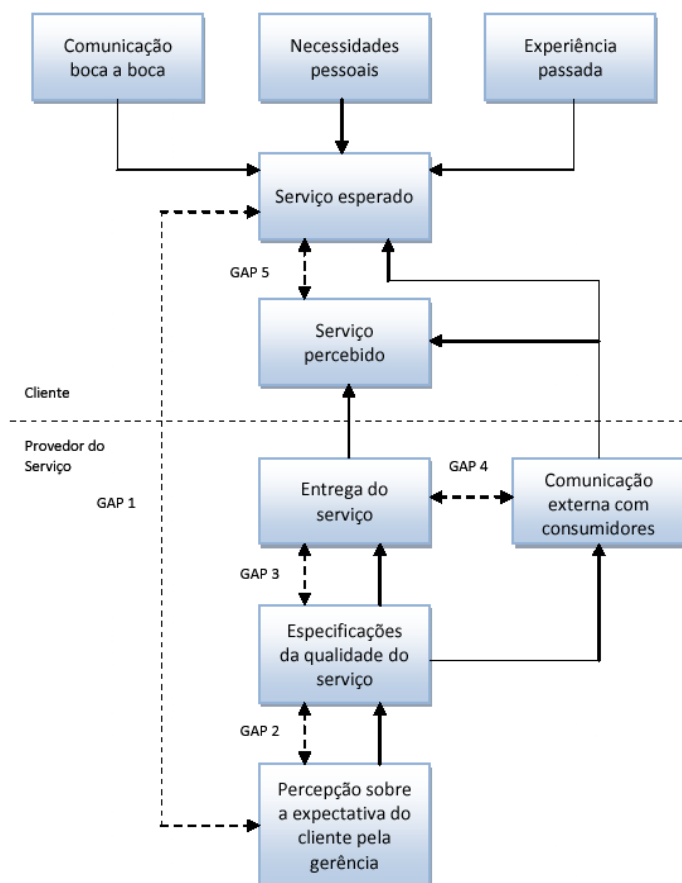 Comunicação
boca a boca
Necessidades
pessoais
Experiência
passada
Serviço esperado
GAP 5
Serviço
percebido
Cliente
Provedor do
Serviço
GAP 1
Entrega do
serviço
GAP 4
Comunicação
externa com
consumidores
GAP 3
Especificações
da qualidade do
serviço
GAP 2
Percepção sobre
a expectativa do
cliente pela
gerência